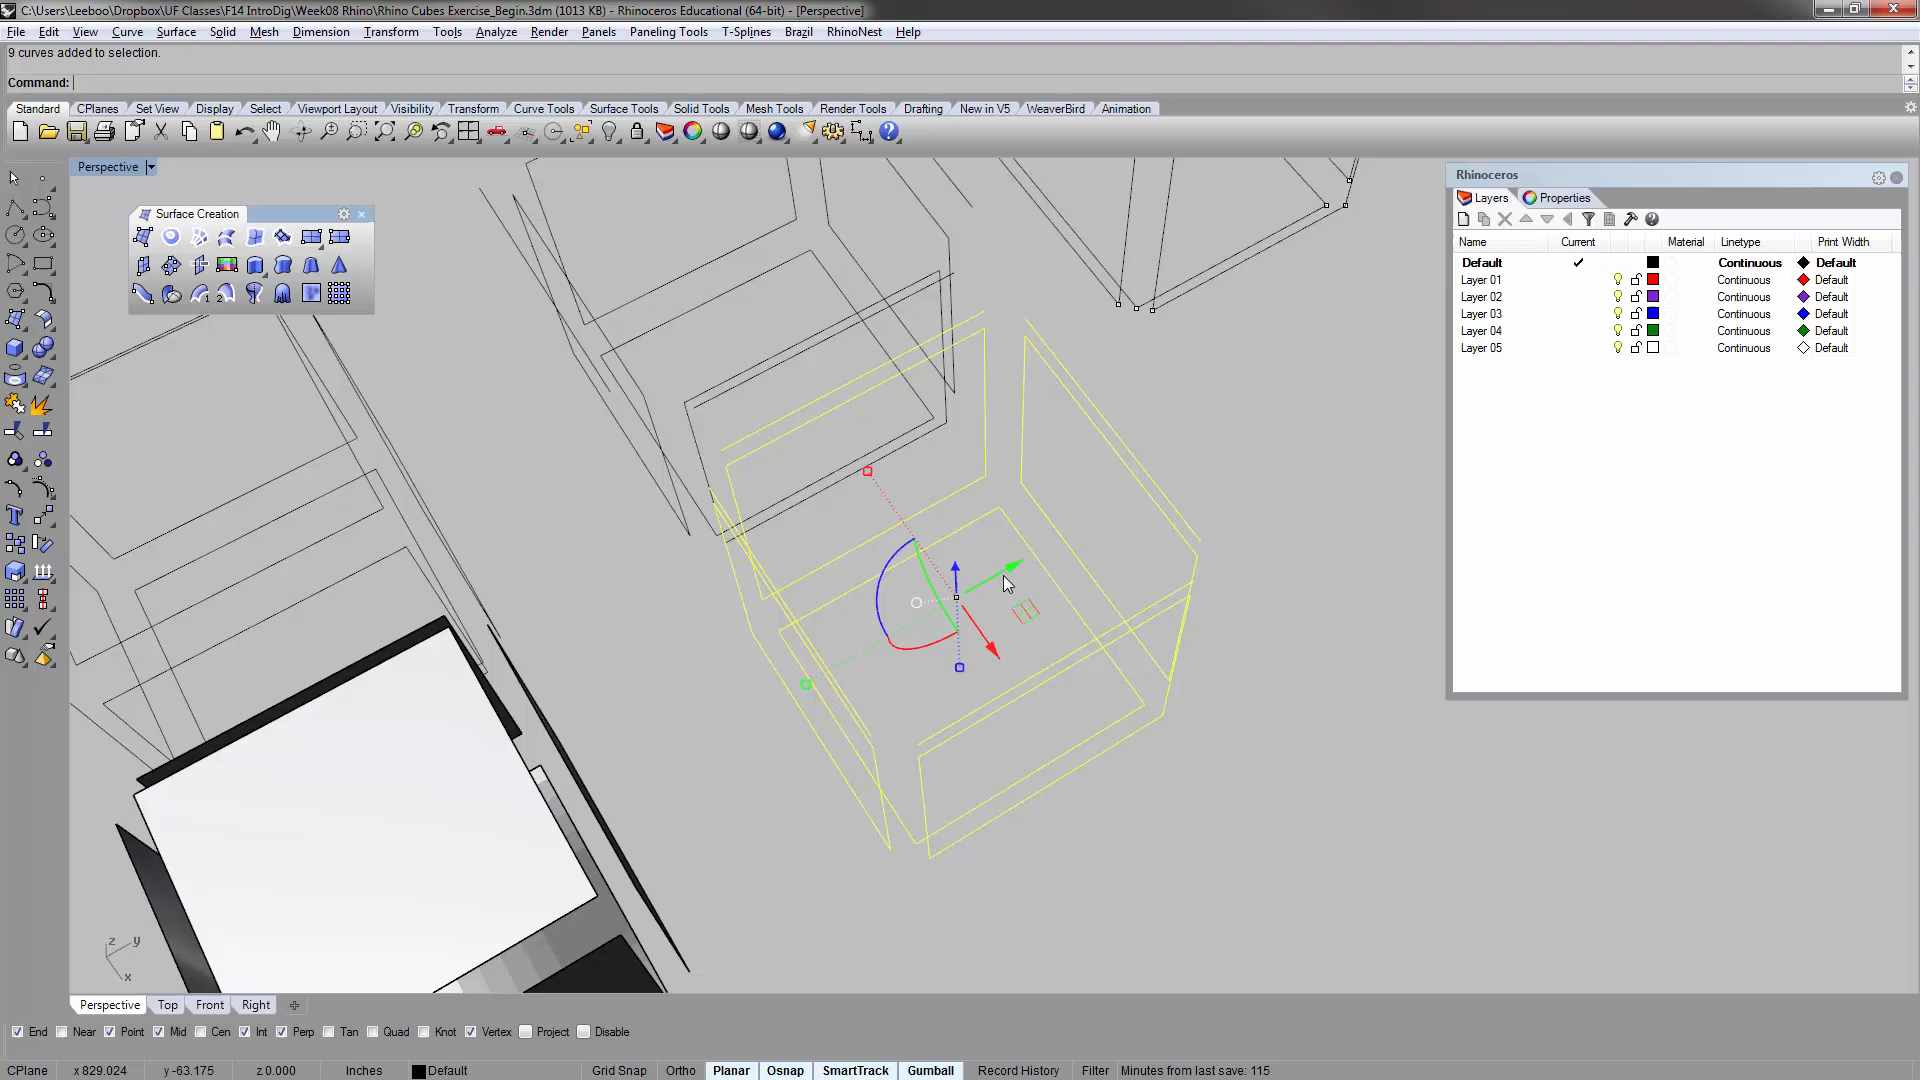 C:\Users\Leeboo\Dropbox\UF Classes\F14 IntroDig\Week08 Rhino\Rhino Cubes Exercise_Begin.3dm (1013 KB) - Rhinoceros Educational (64-bit) - [Perspective]
File Edit View Curve Surface Solid Mesh Dimension Transform Tools Analyze Render Panels Paneling Tools T-Splines Brazil RhinoNest Help
9 curves added to selection.
Command:
Standard CPlanes Set View Display Select Viewport Layout Visibility Transform Curve Tools Surface Tools Solid Tools Mesh Tools Render Tools Drafting New in V5 WeaverBird Animation
Perspective
Surface Creation
Rhinoceros
Layers Properties
Name Current Material Linetype Print Width
Default Continuous Default
Layer 01 Continuous Default
Layer 02 Continuous Default
Layer 03 Continuous Default
Layer 04 Continuous Default
Layer 05 Continuous Default
z y
x
Perspective Top Front Right
End Near Point Mid Cen Int Perp Tan Quad Knot Vertex Project Disable
CPlane x 829.024 y -63.175 z 0.000 Inches Default Grid Snap Ortho Planar Osnap SmartTrack Gumball Record History Filter Minutes from last save: 115